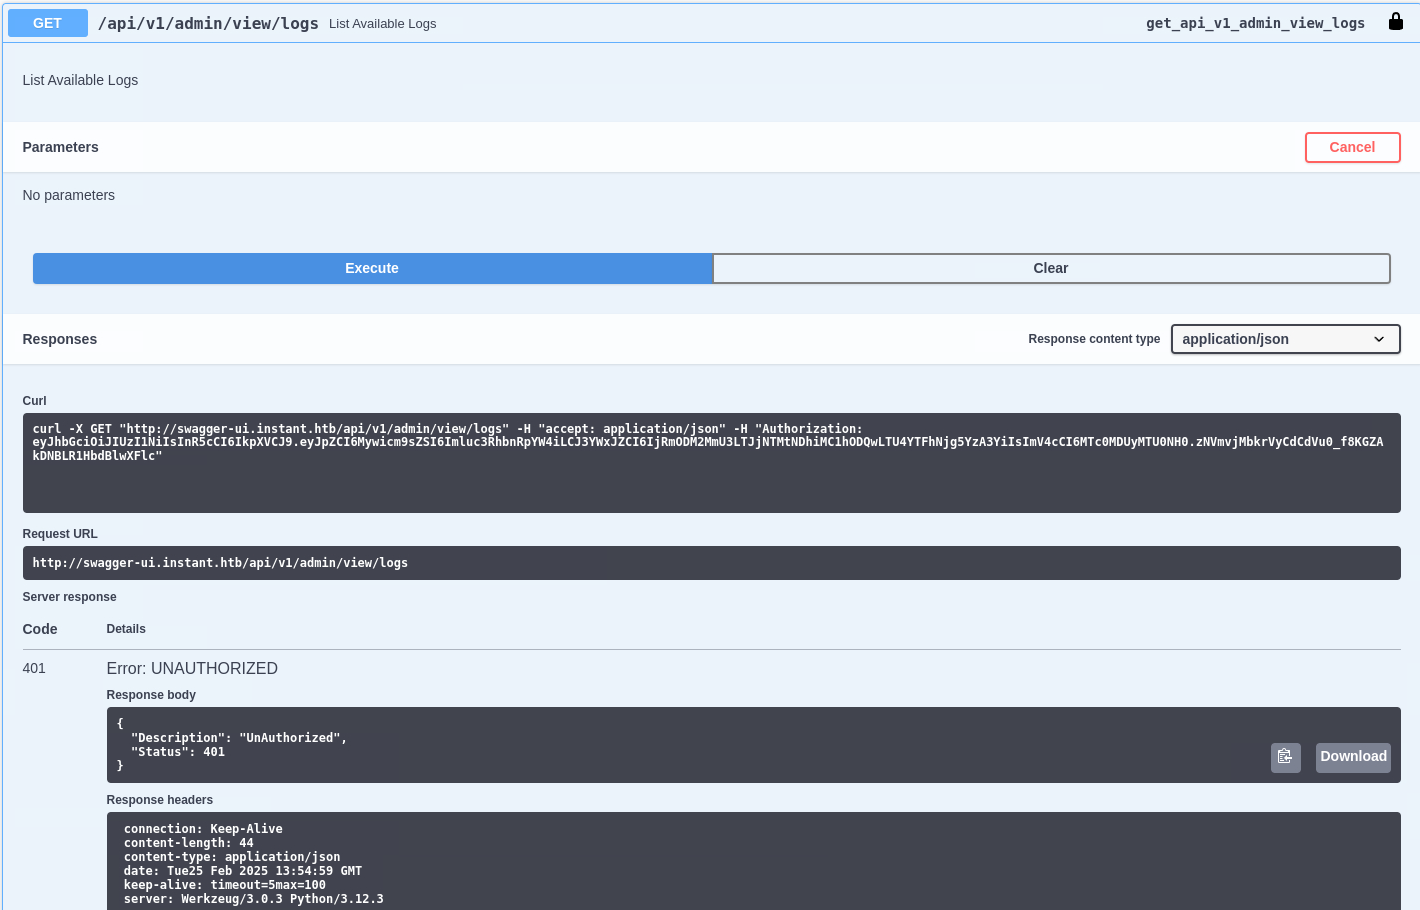 GET /api/v1/admin/view/logs List Available Logs get_api_v1_admin_view_logs
List Available Logs
Parameters Cancel
No parameters
Execute Clear
Responses Response content type application/json
Curl
curl -X GET "http://swagger-ui.instant.htb/api/v1/admin/view/logs" -H "accept: application/json" -H "Authorization:
eyJhbGciOiJIUzI1NiIsInR5cCI6IkpXVCJ9.eyJpZCI6Mywicm9sZSI6Imluc3RhbnRpYW4iLCJ3YWxJZCI6IjRmODM2MmU3LTJjNTMtNDhiMC1hODQwLTU4YTFhNjg5YzA3YiIsImV4cCI6MTc0MDUyMTU0NH0.zNVmvjMbkrVyCdCdVu0_f8KGZA
kDNBLR1HbdBlwXFlc"
Request URL
http://swagger-ui.instant.htb/api/v1/admin/view/logs
Server response
Code Details
401 Error: UNAUTHORIZED
Response body
{
  "Description": "UnAuthorized",
  "Status": 401
}
Download
Response headers
connection: Keep-Alive
content-length: 44
content-type: application/json
date: Tue25 Feb 2025 13:54:59 GMT
keep-alive: timeout=5max=100
server: Werkzeug/3.0.3 Python/3.12.3